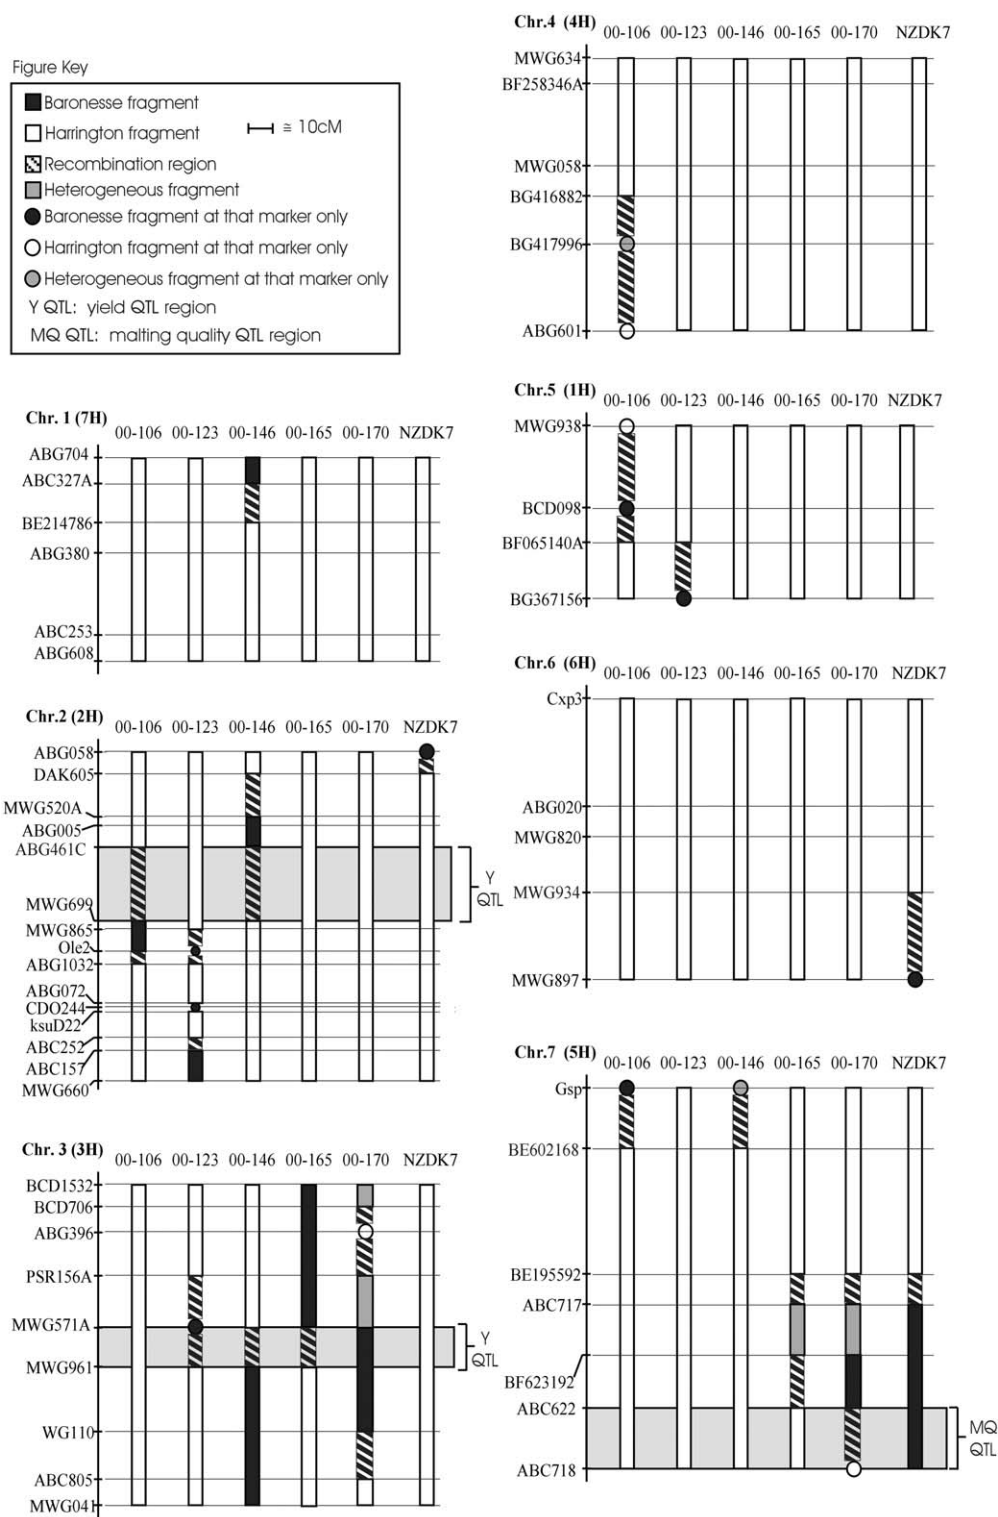 Figure Key
Baronesse fragment
Harrington fragment
≅ 10cM
Recombination region
Heterogeneous fragment
Baronesse fragment at that marker only
Harrington fragment at that marker only
Heterogeneous fragment at that marker only
Y QTL: yield QTL region
MQ QTL: malting quality QTL region
Chr. 1 (7H)
00-106 00-123 00-146 00-165 00-170 NZDK7
ABG704
ABC327A
BE214786
ABG380
ABC253
ABG608
Chr.2 (2H)
00-106 00-123 00-146 00-165 00-170 NZDK7
ABG058
DAK605
MWG520A
ABG005
ABG461C
Y
QTL
MWG699
MWG865
Ole2
ABG1032
ABG072
CDO244
ksuD22
ABC252
ABC157
MWG660
Chr. 3 (3H)
00-106 00-123 00-146 00-165 00-170 NZDK7
BCD1532
BCD706
ABG396
PSR156A
MWG571A
Y
QTL
MWG961
WG110
ABC805
MWG041
Chr.4 (4H)
00-106 00-123 00-146 00-165 00-170 NZDK7
MWG634
BF258346A
MWG058
BG416882
BG417996
ABG601
Chr.5 (1H)
00-106 00-123 00-146 00-165 00-170 NZDK7
MWG938
BCD098
BF065140A
BG367156
Chr.6 (6H)
00-106 00-123 00-146 00-165 00-170 NZDK7
Cxp3
ABG020
MWG820
MWG934
MWG897
Chr.7 (5H)
00-106 00-123 00-146 00-165 00-170 NZDK7
Gsp
BE602168
BE195592
ABC717
BF623192
ABC622
MQ
QTL
ABC718